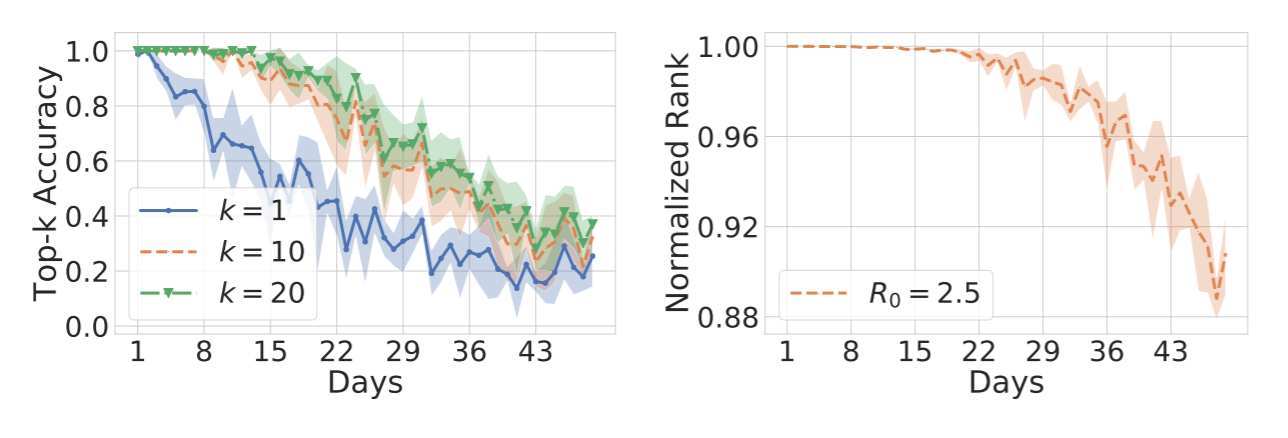 Top-k Accuracy
1.0
0.8
0.6
0.4
0.2
0.0
k = 1
k = 10
k = 20
1 8 15 22 29 36 43
Days
Normalized Rank
1.00
0.96
0.92
0.88
R₀ = 2.5
1 8 15 22 29 36 43
Days